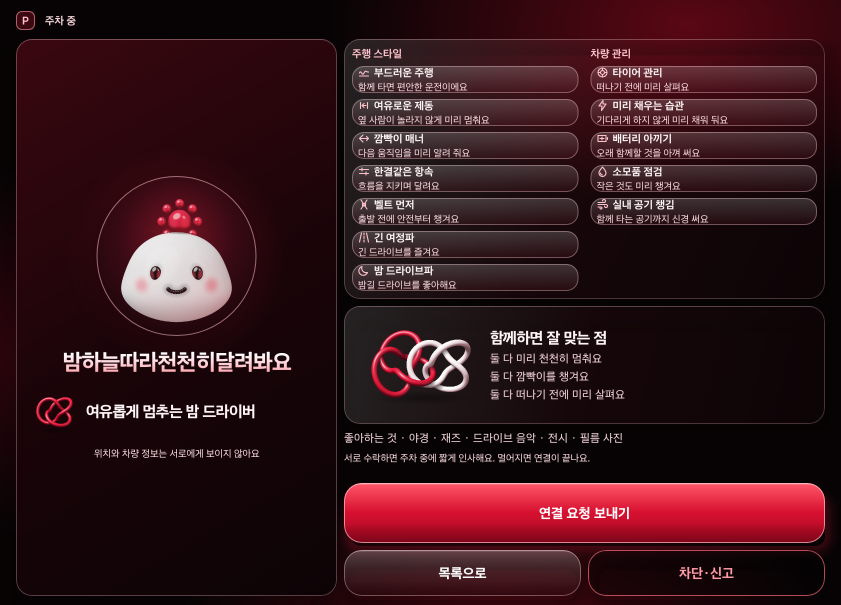 P 주차 중
밤하늘따라천천히달려봐요
여유롭게 멈추는 밤 드라이버
위치와 차량 정보는 서로에게 보이지 않아요
주행 스타일
부드러운 주행
함께 타면 편안한 운전이에요
여유로운 제동
옆 사람이 놀라지 않게 미리 멈춰요
깜빡이 매너
다음 움직임을 미리 알려 줘요
한결같은 항속
흐름을 지키며 달려요
벨트 먼저
출발 전에 안전부터 챙겨요
긴 여정파
긴 드라이브를 즐겨요
밤 드라이브파
밤길 드라이브를 좋아해요
차량 관리
타이어 관리
떠나기 전에 미리 살펴요
미리 채우는 습관
기다리게 하지 않게 미리 채워 둬요
배터리 아끼기
오래 함께할 것을 아껴 써요
소모품 점검
작은 것도 미리 챙겨요
실내 공기 챙김
함께 타는 공기까지 신경 써요
함께하면 잘 맞는 점
둘 다 미리 천천히 멈춰요
둘 다 깜빡이를 챙겨요
둘 다 떠나기 전에 미리 살펴요
좋아하는 것 · 야경 · 재즈 · 드라이브 음악 · 전시 · 필름 사진
서로 수락하면 주차 중에 짧게 인사해요. 멀어지면 연결이 끝나요.
연결 요청 보내기
목록으로
차단·신고